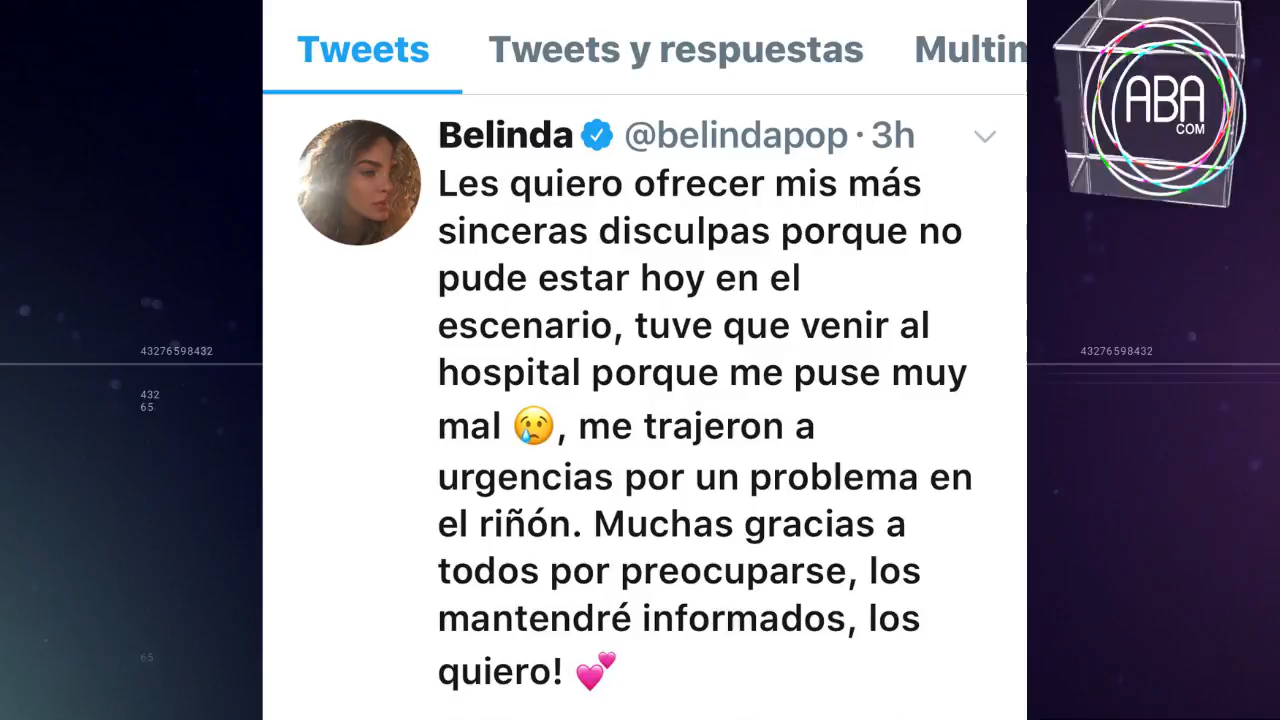 Tweets Tweets y respuestas Multim
ABA
COM
Belinda @belindapop · 3h
Les quiero ofrecer mis más
sinceras disculpas porque no
pude estar hoy en el
escenario, tuve que venir al
hospital porque me puse muy
mal 😢, me trajeron a
urgencias por un problema en
el riñón. Muchas gracias a
todos por preocuparse, los
mantendré informados, los
quiero! 💕
43276598432
432
65
65
43276598432